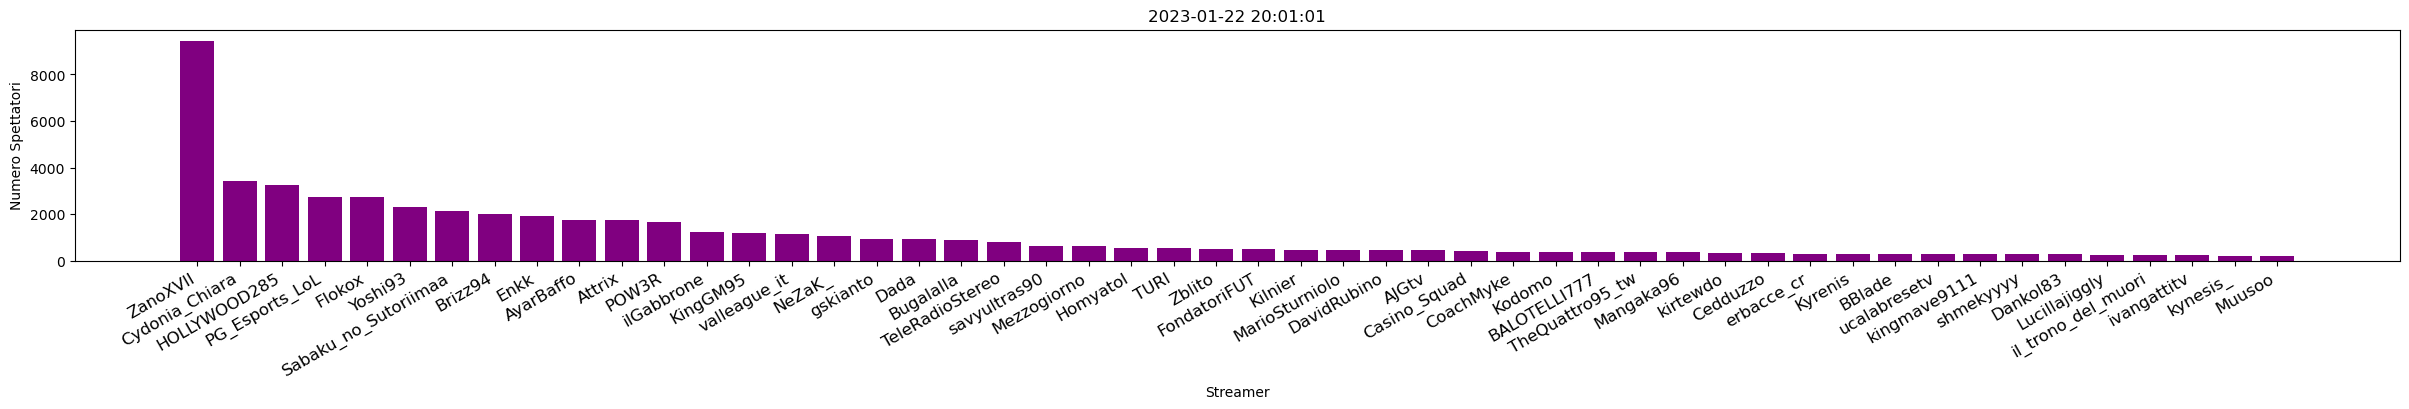 2023-01-22 20:01:01
Numero Spettatori
8000
6000
4000
2000
0
ZanoXVII
Cydonia_Chiara
HOLLYWOOD285
PG_Esports_LoL
Flokox
Yoshi93
Sabaku_no_Sutoriimaa
Brizz94
Enkk
AyarBaffo
Attrix
POW3R
ilGabbrone
KingGM95
valleague_it
NeZaK_
gskianto
Dada
Bugalalla
TeleRadioStereo
savyultras90
Mezzogiorno
Homyatol
TURI
Zblito
FondatoriFUT
Kilnier
MarioSturniolo
DavidRubino
AJGtv
Casino_Squad
CoachMyke
Kodomo
BALOTELLI777
TheQuattro95_tw
Mangaka96
kirtewdo
Cedduzzo
erbacce_cr
Kyrenis
BBlade
ucalabresetv
kingmave9111
shmekyyyy
Dankol83
Lucillajiggly
il_trono_del_muori
ivangattitv
kynesis_
Muusoo
Streamer